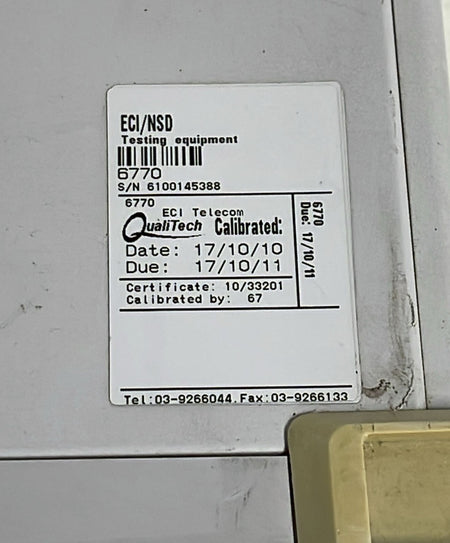 ECI/NSD
Testing equipment
6770
S/N 6100145388
6770
ECI Telecom
QualiTech Calibrated:
Date: 17/10/10
Due: 17/10/11
6770
Due: 17/10/11
Certificate: 10/33201
Calibrated by: 67
Tel:03-9266044.Fax:03-9266133